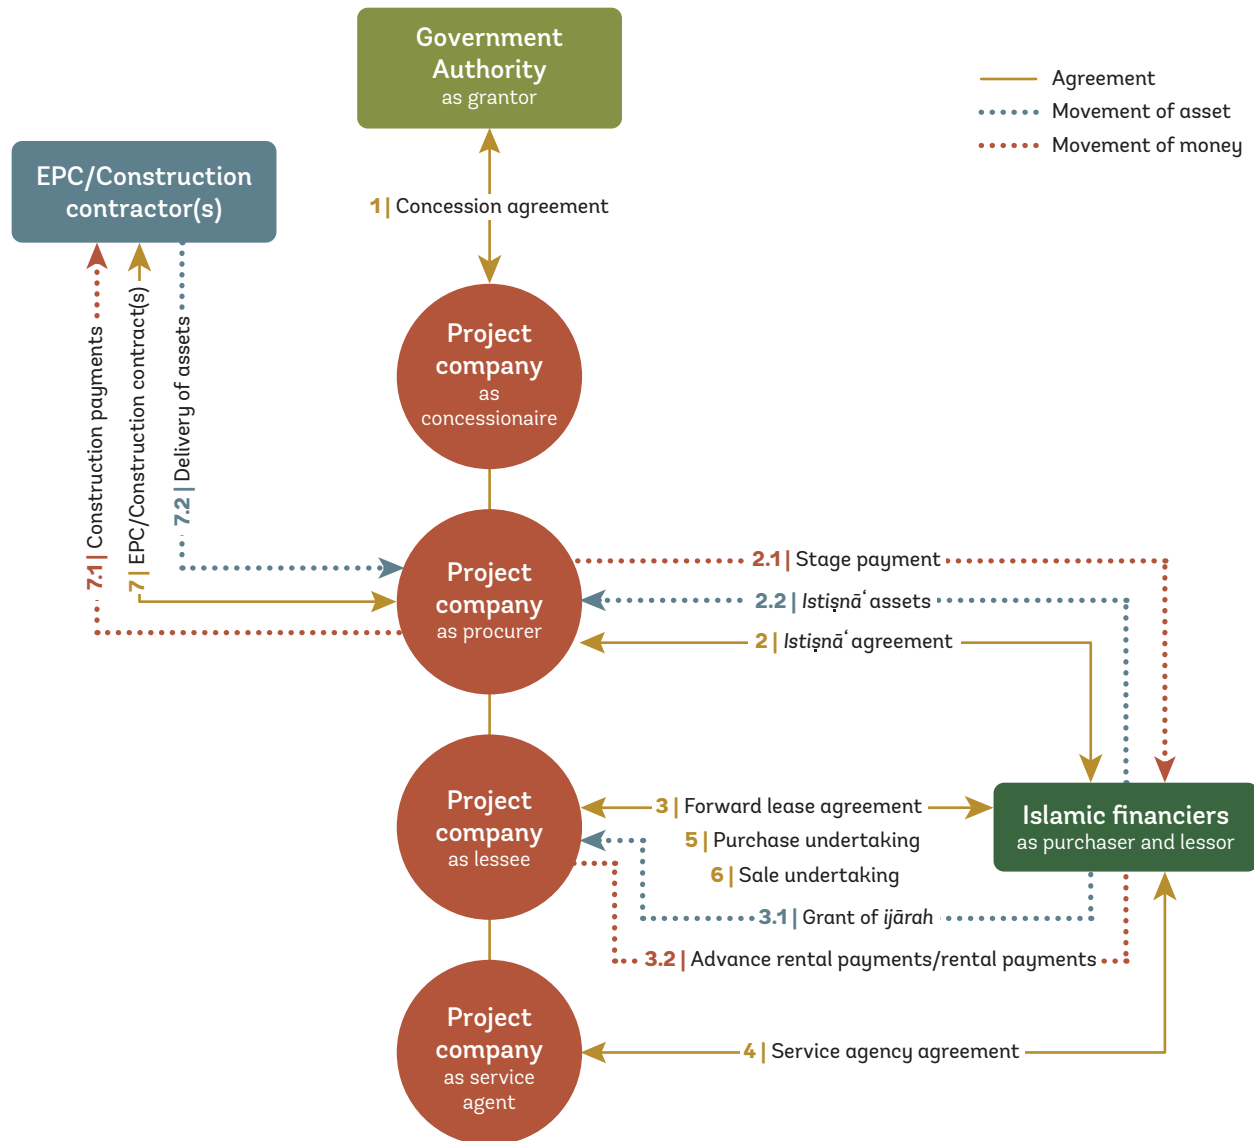 Government
Authority
as grantor
Agreement
Movement of asset
Movement of money
EPC/Construction
contractor(s)
1 | Concession agreement
Project
company
as
concessionaire
7.1 | Construction payments
7 | EPC/Construction contract(s)
7.2 | Delivery of assets
Project
company
as procurer
2.1 | Stage payment
2.2 | Istiṣnāʿ assets
2 | Istiṣnāʿ agreement
Project
company
as lessee
3 | Forward lease agreement
5 | Purchase undertaking
6 | Sale undertaking
3.1 | Grant of ijārah
3.2 | Advance rental payments/rental payments
Islamic financiers
as purchaser and lessor
Project
company
as service
agent
4 | Service agency agreement